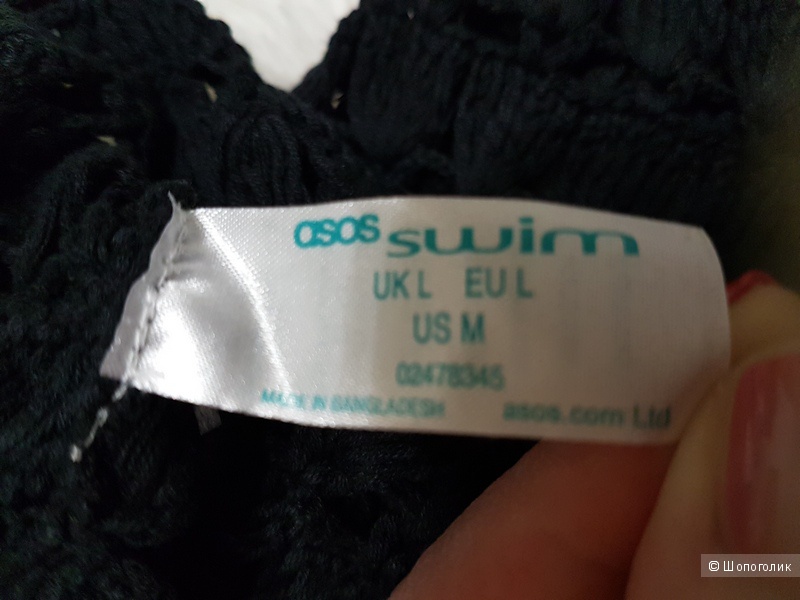 asos swim
UK L EU L
US M
02478345
MADE IN BANGLADESH asos.com Ltd
© Шопоголик